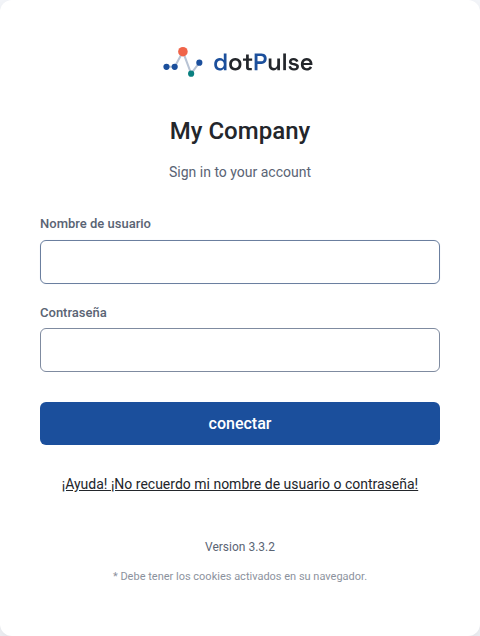 dotPulse
My Company
Sign in to your account
Nombre de usuario
Contraseña
conectar
¡Ayuda! ¡No recuerdo mi nombre de usuario o contraseña!
Version 3.3.2
* Debe tener los cookies activados en su navegador.